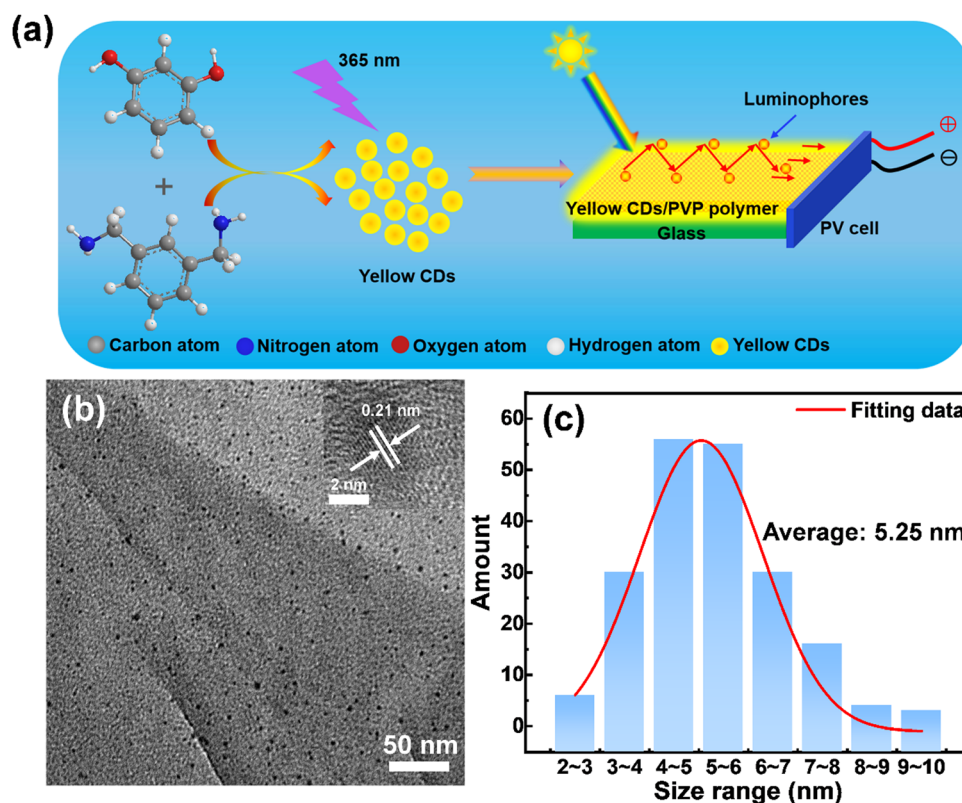 (a)
365 nm
Luminophores
⊕
⊖
+
Yellow CDs/PVP polymer
Glass
PV cell
Yellow CDs
Carbon atom Nitrogen atom Oxygen atom Hydrogen atom Yellow CDs
(b)
0.21 nm
2 nm
50 nm
(c)
Fitting data
Average: 5.25 nm
Amount
60
50
40
30
20
10
0
2~3 3~4 4~5 5~6 6~7 7~8 8~9 9~10
Size range (nm)